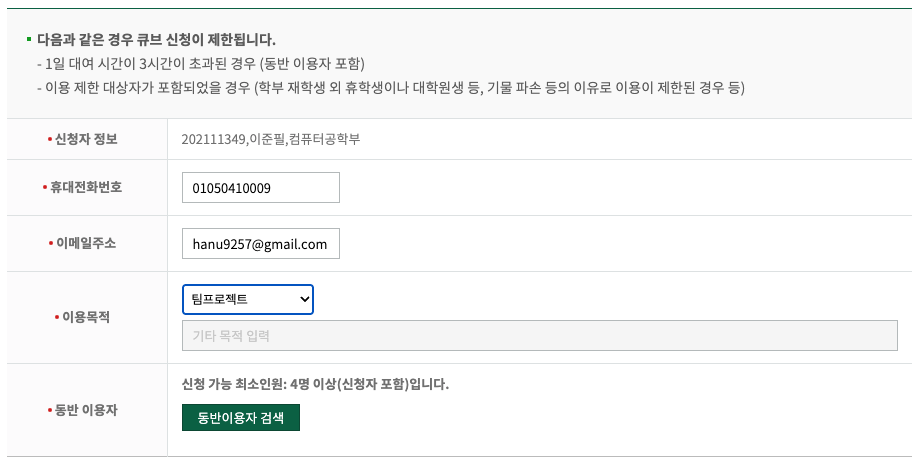 다음과 같은 경우 큐브 신청이 제한됩니다.
- 1일 대여 시간이 3시간이 초과된 경우 (동반 이용자 포함)
- 이용 제한 대상자가 포함되었을 경우 (학부 재학생 외 휴학생이나 대학원생 등, 기물 파손 등의 이유로 이용이 제한된 경우 등)
신청자 정보
202111349,이준필,컴퓨터공학부
휴대전화번호
01050410009
이메일주소
hanu9257@gmail.com
이용목적
팀프로젝트
기타 목적 입력
동반 이용자
신청 가능 최소인원: 4명 이상(신청자 포함)입니다.
동반이용자 검색